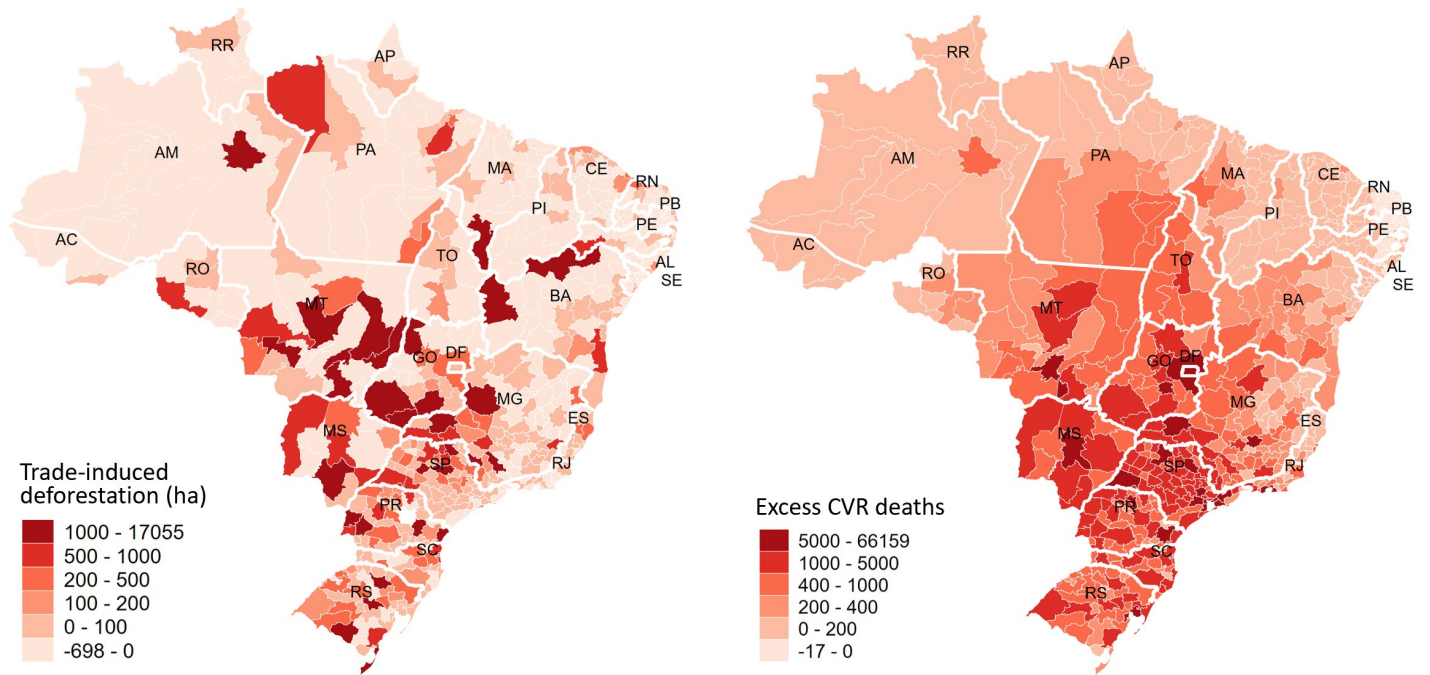 RR
AP
AM
PA
MA
CE
RN
PB
PE
PI
AC
RO
TO
AL
SE
BA
MT
GO
DF
MG
ES
MS
RJ
SP
PR
SC
RS
Trade-induced
deforestation (ha)
1000 - 17055
500 - 1000
200 - 500
100 - 200
0 - 100
-698 - 0
RR
AP
AM
PA
MA
CE
RN
PB
PE
PI
AC
RO
TO
AL
SE
BA
MT
GO
DF
MG
ES
MS
RJ
SP
PR
SC
RS
Excess CVR deaths
5000 - 66159
1000 - 5000
400 - 1000
200 - 400
0 - 200
-17 - 0